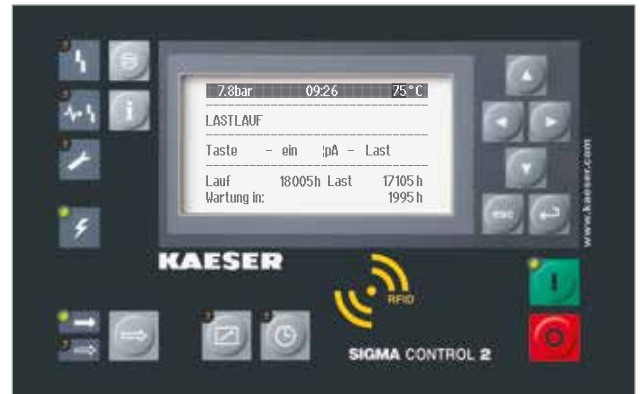 7.8bar 09:26 75°C
LASTLAUF
Taste - ein ¦pA - Last
Lauf 18005h Last 17105h
Wartung in: 1995h
esc
www.kaeser.com
KAESER
RFID
I
O
SIGMA CONTROL 2